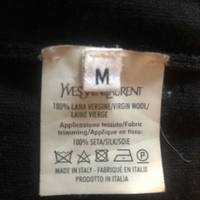 M
YVES SAINT LAURENT
100% LANA VERGINE/VIRGIN WOOL/
LAINE VIERGE
Applicazione tessuto/Fabric
trimming/Applique en tissu:
100% SETA/SILK/SOIE
MADE IN ITALY - FABRIQUÉ EN ITALIE
PRODOTTO IN ITALIA